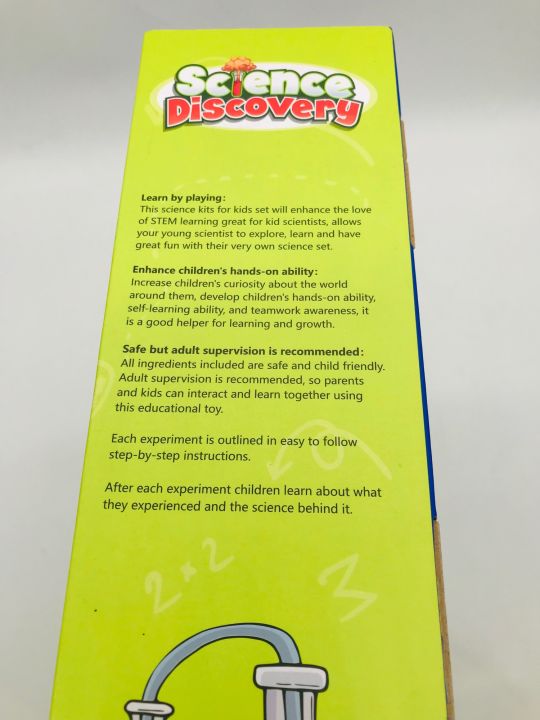 Science
Discovery
Learn by playing:
This science kits for kids set will enhance the love
of STEM learning great for kid scientists, allows
your young scientist to explore, learn and have
great fun with their very own science set.
Enhance children's hands-on ability:
Increase children's curiosity about the world
around them, develop children's hands-on ability,
self-learning ability, and teamwork awareness, it
is a good helper for learning and growth.
Safe but adult supervision is recommended:
All ingredients included are safe and child friendly.
Adult supervision is recommended, so parents
and kids can interact and learn together using
this educational toy.
Each experiment is outlined in easy to follow
step-by-step instructions.
After each experiment children learn about what
they experienced and the science behind it.
2×2
3